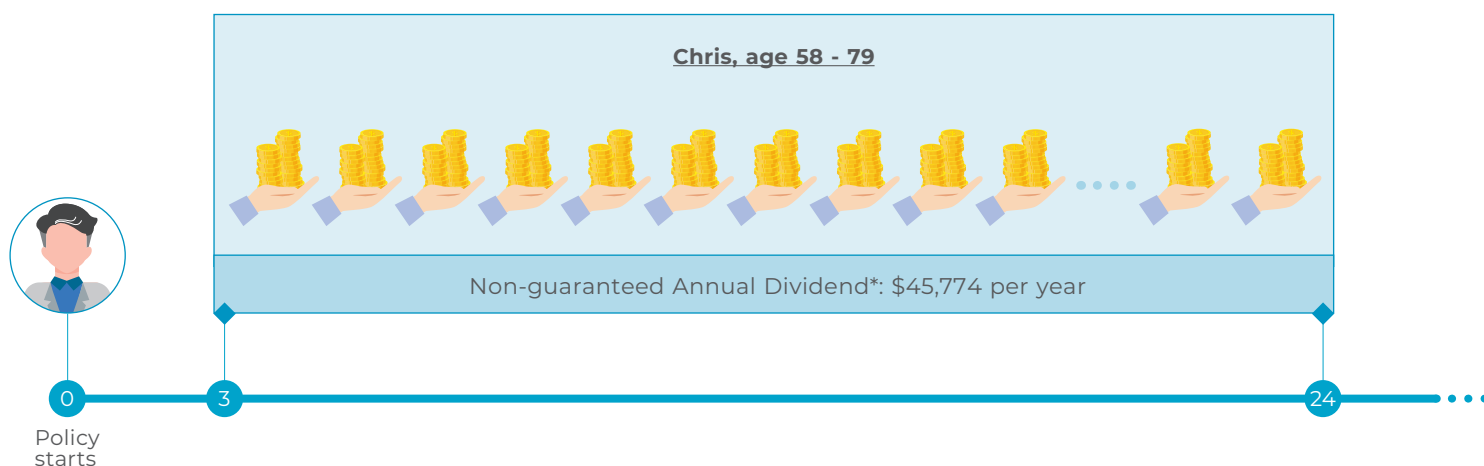 Chris, age 58 - 79
Non-guaranteed Annual Dividend*: $45,774 per year
0
3
24
Policy
starts